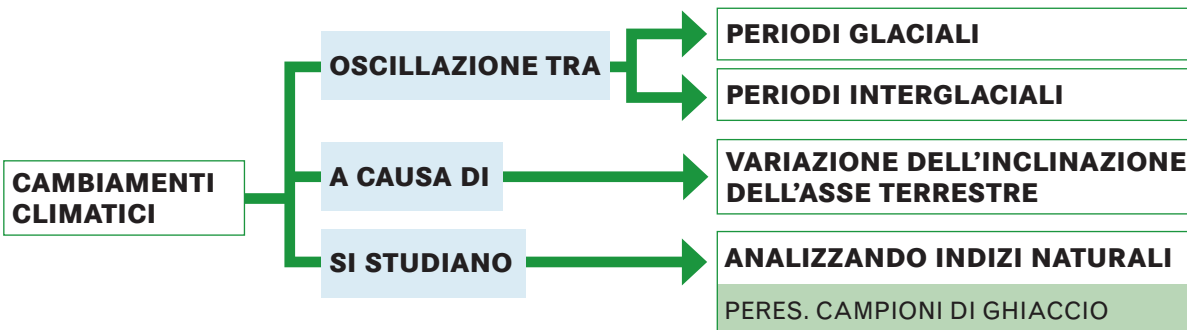 CAMBIAMENTI
CLIMATICI
OSCILLAZIONE TRA
PERIODI GLACIALI
PERIODI INTERGLACIALI
A CAUSA DI
VARIAZIONE DELL'INCLINAZIONE
DELL'ASSE TERRESTRE
SI STUDIANO
ANALIZZANDO INDIZI NATURALI
PERES. CAMPIONI DI GHIACCIO